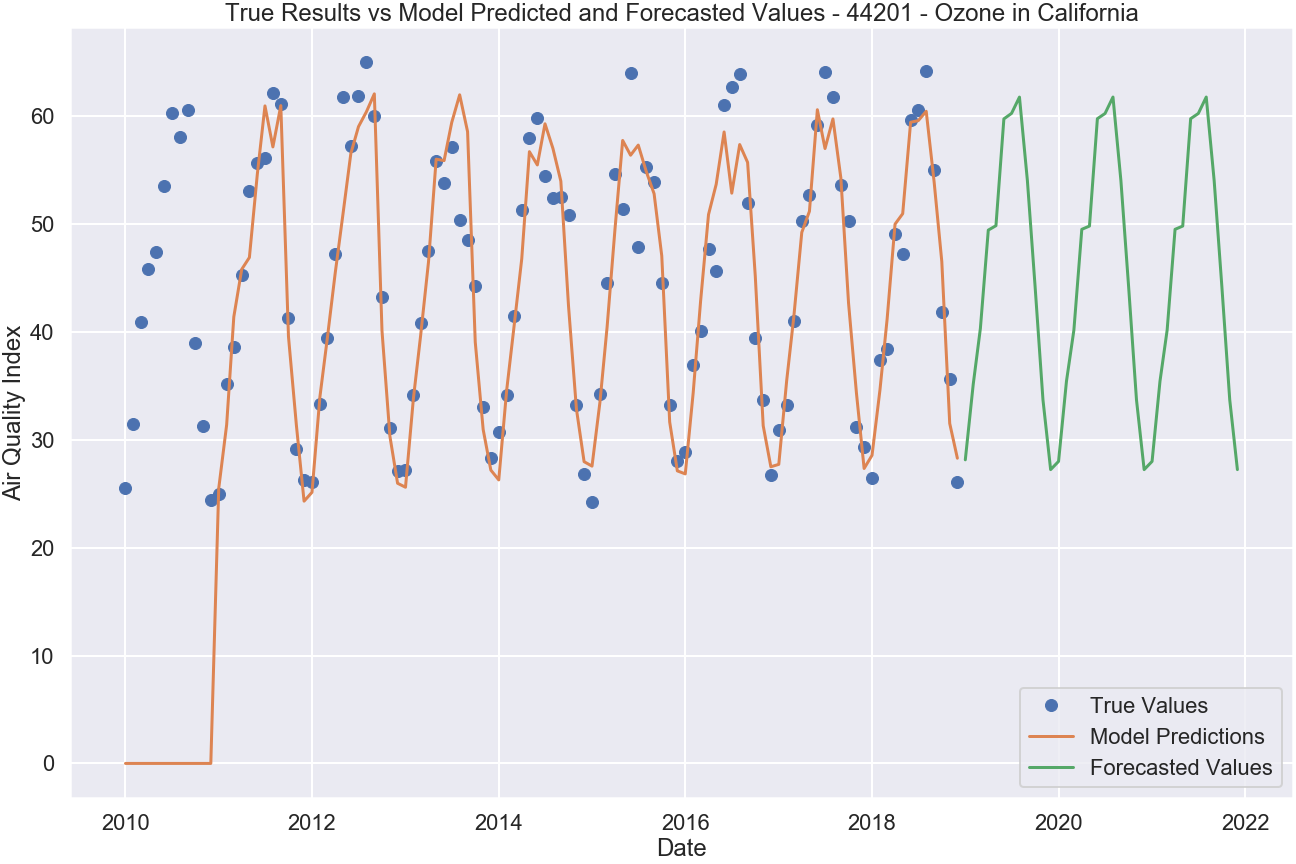 True Results vs Model Predicted and Forecasted Values - 44201 - Ozone in California
Air Quality Index
60
50
40
30
20
10
0
2010 2012 2014 2016 2018 2020 2022
Date
True Values
Model Predictions
Forecasted Values